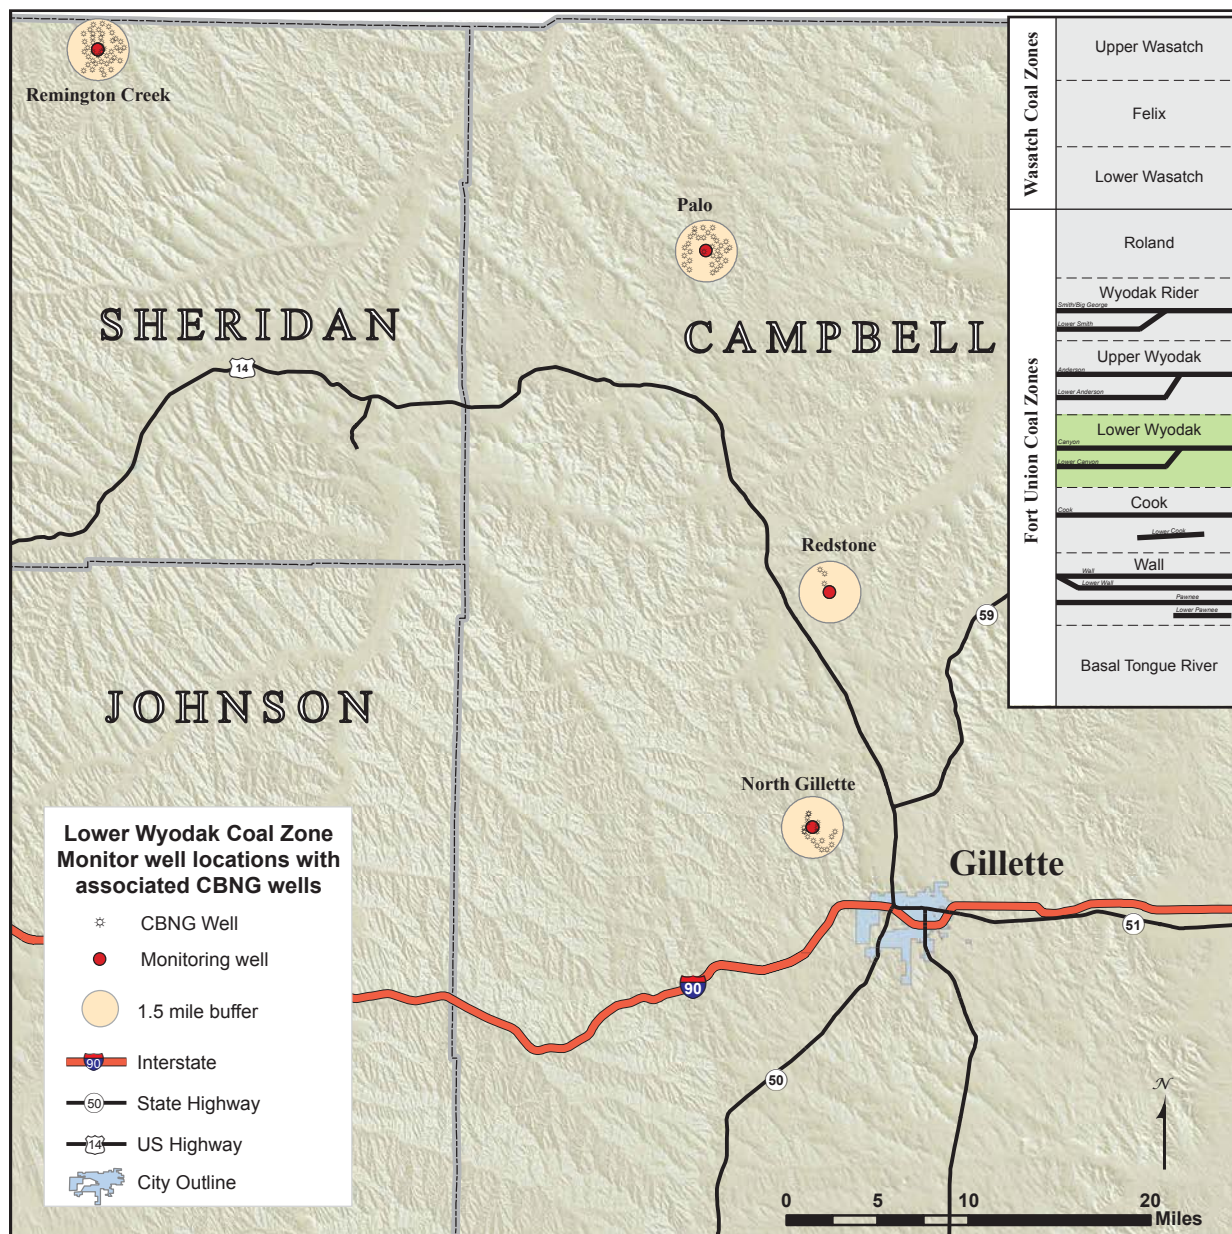 Remington Creek
Palo
SHERIDAN
CAMPBELL
14
Redstone
59
JOHNSON
North Gillette
Gillette
51
90
50
Wasatch Coal Zones
Upper Wasatch
Felix
Lower Wasatch
Fort Union Coal Zones
Roland
Wyodak Rider
Smith/Big George
Lower Smith
Upper Wyodak
Anderson
Lower Anderson
Lower Wyodak
Canyon
Lower Canyon
Cook
Cook
Lower Cook
Wall
Wall
Lower Wall
Pawnee
Lower Pawnee
Basal Tongue River
Lower Wyodak Coal Zone
Monitor well locations with
associated CBNG wells
CBNG Well
Monitoring well
1.5 mile buffer
90 Interstate
50 State Highway
14 US Highway
City Outline
N
0 5 10 20
Miles